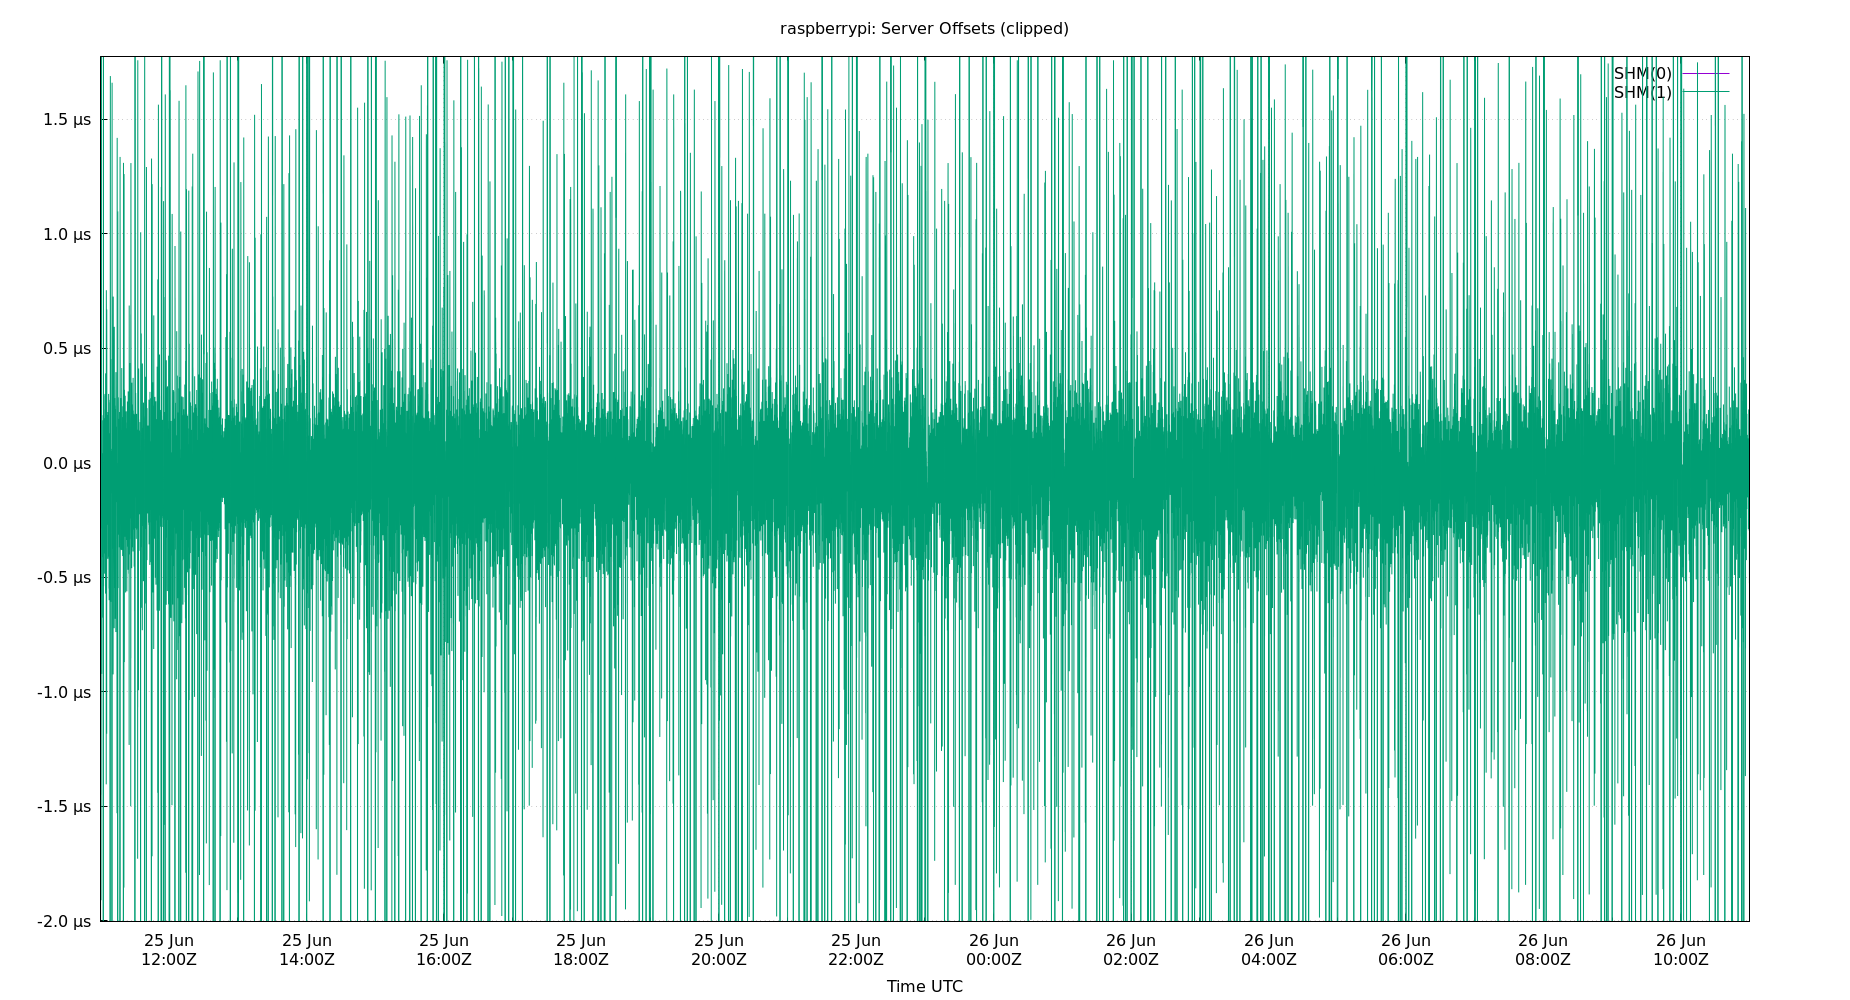 raspberrypi: Server Offsets (clipped)
SHM(0)
SHM(1)
1.5 µs
1.0 µs
0.5 µs
0.0 µs
-0.5 µs
-1.0 µs
-1.5 µs
-2.0 µs
25 Jun 25 Jun 25 Jun 25 Jun 25 Jun 25 Jun 26 Jun 26 Jun 26 Jun 26 Jun 26 Jun 26 Jun
12:00Z 14:00Z 16:00Z 18:00Z 20:00Z 22:00Z 00:00Z 02:00Z 04:00Z 06:00Z 08:00Z 10:00Z
Time UTC